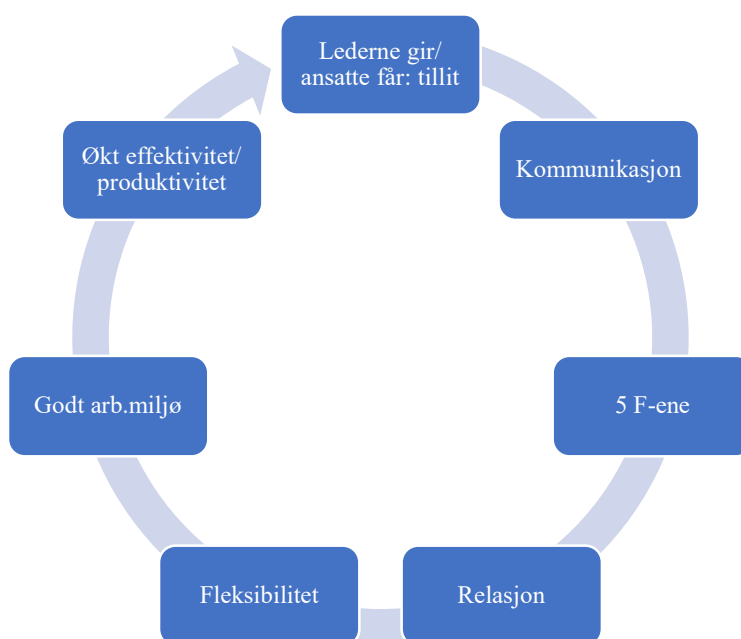 Lederne gir/
ansatte får: tillit
Kommunikasjon
5 F-ene
Relasjon
Fleksibilitet
Godt arb.miljø
Økt effektivitet/
produktivitet